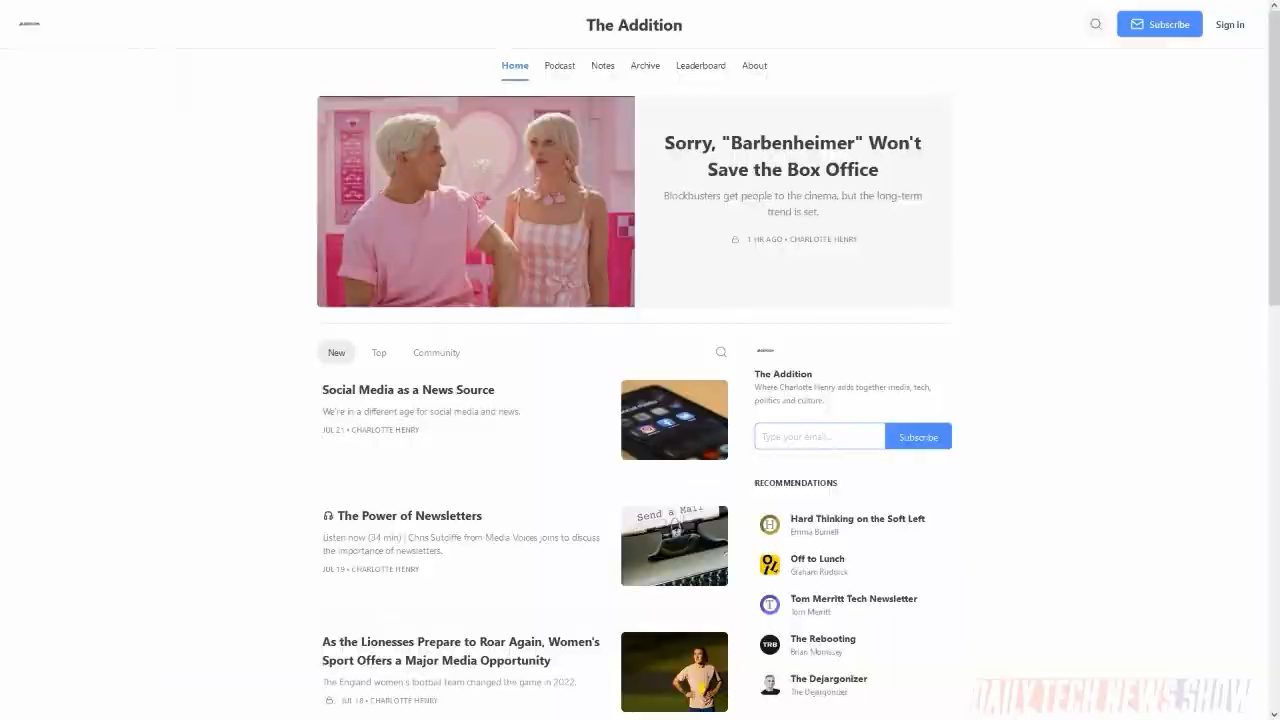 The Addition
Subscribe
Sign in
Home
Podcast
Notes
Archive
Leaderboard
About
Sorry, "Barbenheimer" Won't
Save the Box Office
Blockbusters get people to the cinema, but the long-term
trend is set.
1 HR AGO • CHARLOTTE HENRY
New
Top
Community
Social Media as a News Source
We're in a different age for social media and news.
JUL 21 • CHARLOTTE HENRY
The Power of Newsletters
Listen now (34 min) | Chris Sutcliffe from Media Voices joins to discuss
the importance of newsletters.
JUL 19 • CHARLOTTE HENRY
Send a Mail
As the Lionesses Prepare to Roar Again, Women's
Sport Offers a Major Media Opportunity
The England women's football team changed the game in 2022.
JUL 18 • CHARLOTTE HENRY
The Addition
Where Charlotte Henry adds together media, tech,
politics and culture.
Type your email...
Subscribe
RECOMMENDATIONS
Hard Thinking on the Soft Left
Emma Burnell
Off to Lunch
Graham Ruddick
Tom Merritt Tech Newsletter
Tom Merritt
TRB
The Rebooting
Brian Morrissey
The Dejargonizer
The Dejargonizer
DAILY TECH NEWS SHOW